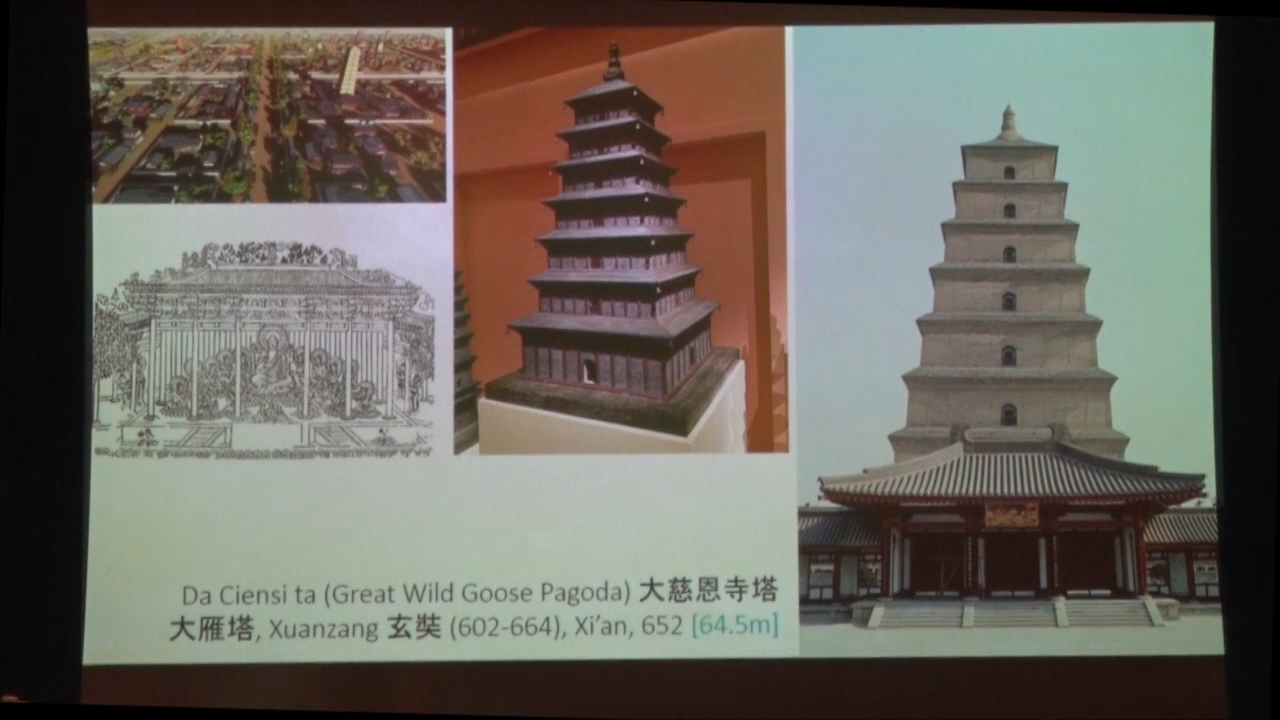 Da Ciensi ta (Great Wild Goose Pagoda) 大慈恩寺塔
大雁塔, Xuanzang 玄奘 (602-664), Xi'an, 652 [64.5m]